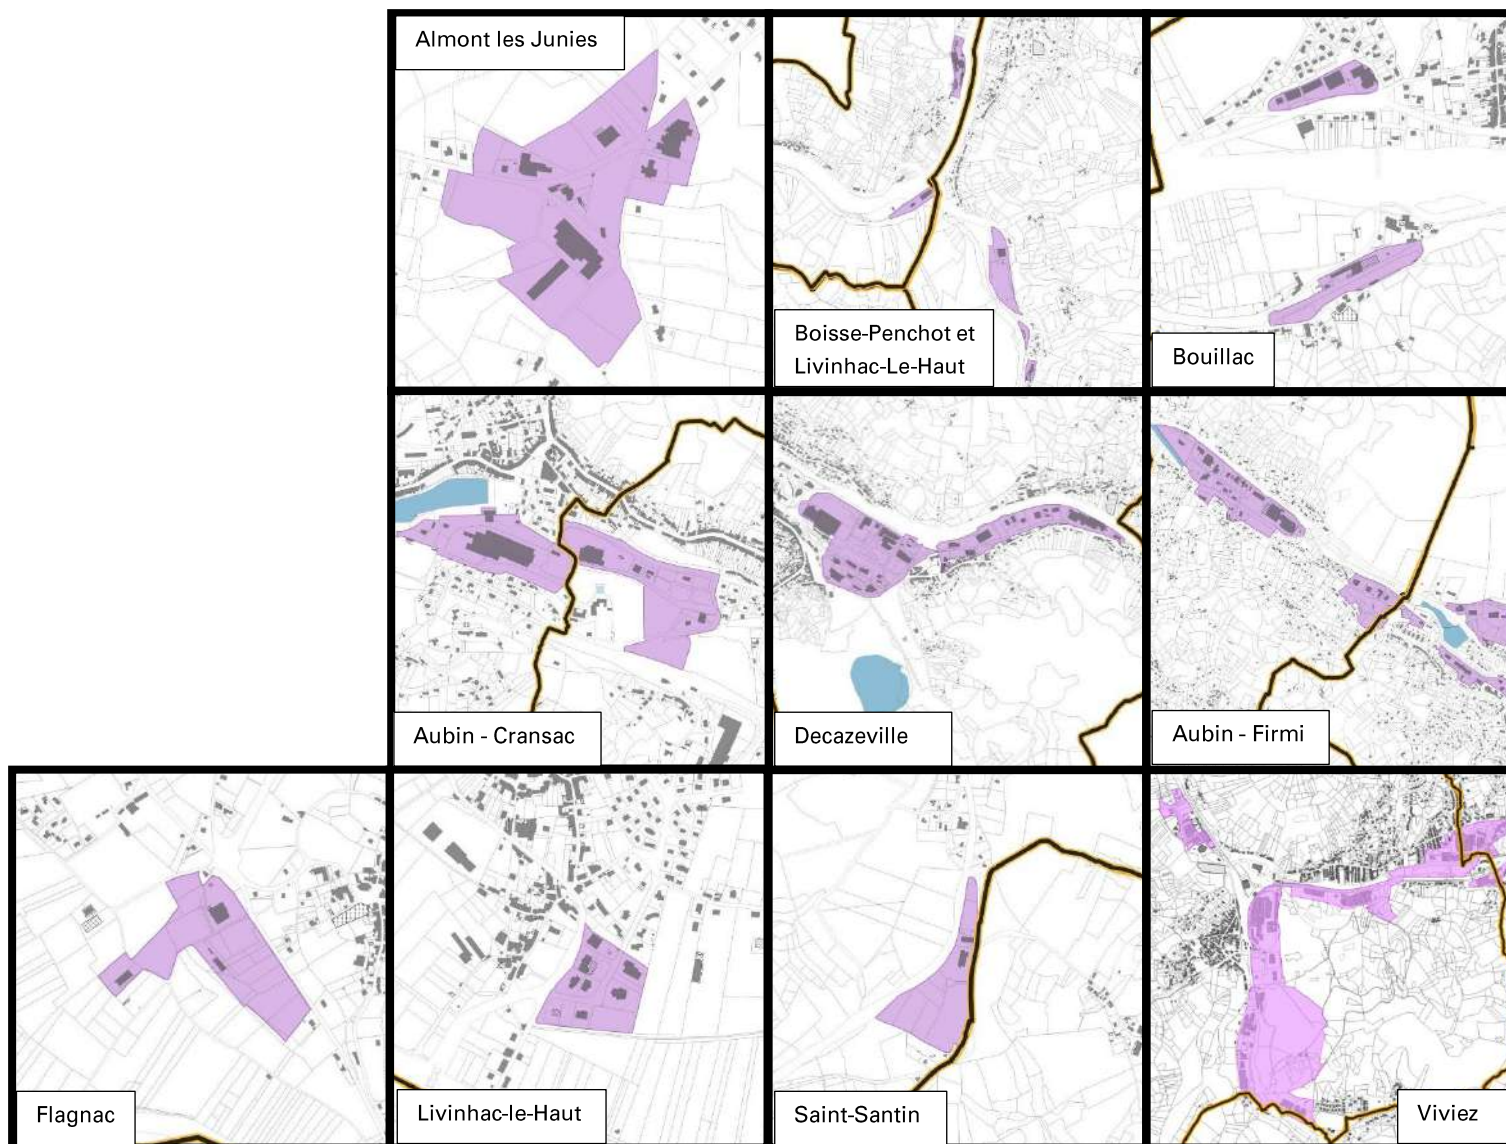 Almont les Junies
Boisse-Penchot et
Livinhac-Le-Haut
Bouillac
Aubin - Cransac
Decazeville
Aubin - Firmi
Flagnac
Livinhac-le-Haut
Saint-Santin
Viviez